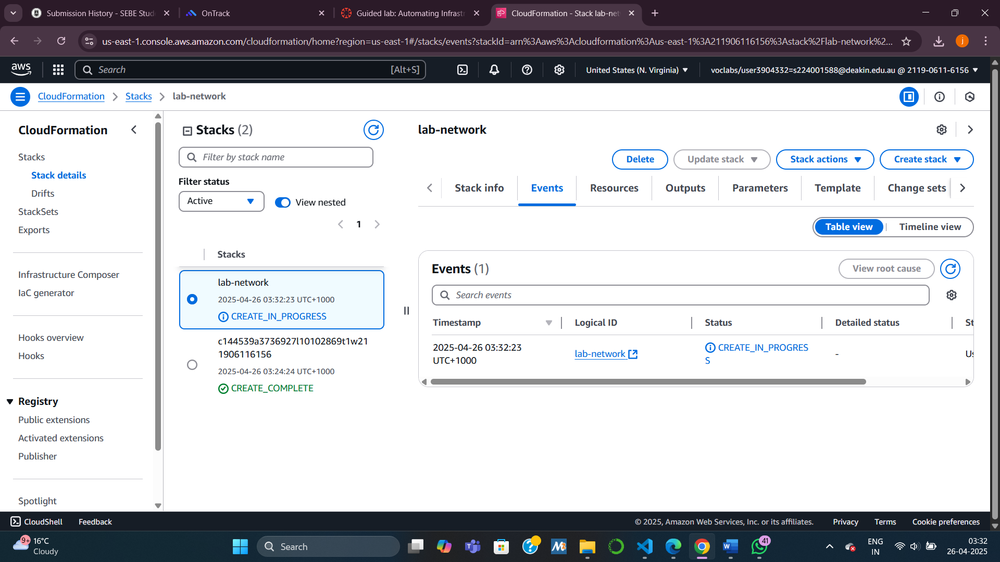 Submission History - SEBE Stud
OnTrack
Guided lab: Automating Infrastr
CloudFormation - Stack lab-net
us-east-1.console.aws.amazon.com/cloudformation/home?region=us-east-1#/stacks/events?stackId=arn%3Aaws%3Acloudformation%3Aus-east-1%3A211906116156%3Astack%2Flab-network%2...
j
aws
Search
[Alt+S]
United States (N. Virginia)
voclabs/user3904332=s224001588@deakin.edu.au @ 2119-0611-6156
CloudFormation
Stacks
lab-network
CloudFormation
Stacks
Stack details
Drifts
StackSets
Exports
Infrastructure Composer
IaC generator
Hooks overview
Hooks
Registry
Public extensions
Activated extensions
Publisher
Spotlight
Stacks (2)
Filter by stack name
Filter status
Active
View nested
1
Stacks
lab-network
2025-04-26 03:32:23 UTC+1000
CREATE_IN_PROGRESS
c144539a3736927l10102869t1w21
1906116156
2025-04-26 03:24:24 UTC+1000
CREATE_COMPLETE
lab-network
Delete
Update stack
Stack actions
Create stack
Stack info
Events
Resources
Outputs
Parameters
Template
Change sets
Table view
Timeline view
Events (1)
View root cause
Search events
Timestamp
Logical ID
Status
Detailed status
St
2025-04-26 03:32:23
UTC+1000
lab-network
CREATE_IN_PROGRES
S
-
Us
CloudShell
Feedback
© 2025, Amazon Web Services, Inc. or its affiliates.
Privacy
Terms
Cookie preferences
9+
16°C
Cloudy
Search
41
ENG
IN
03:32
26-04-2025